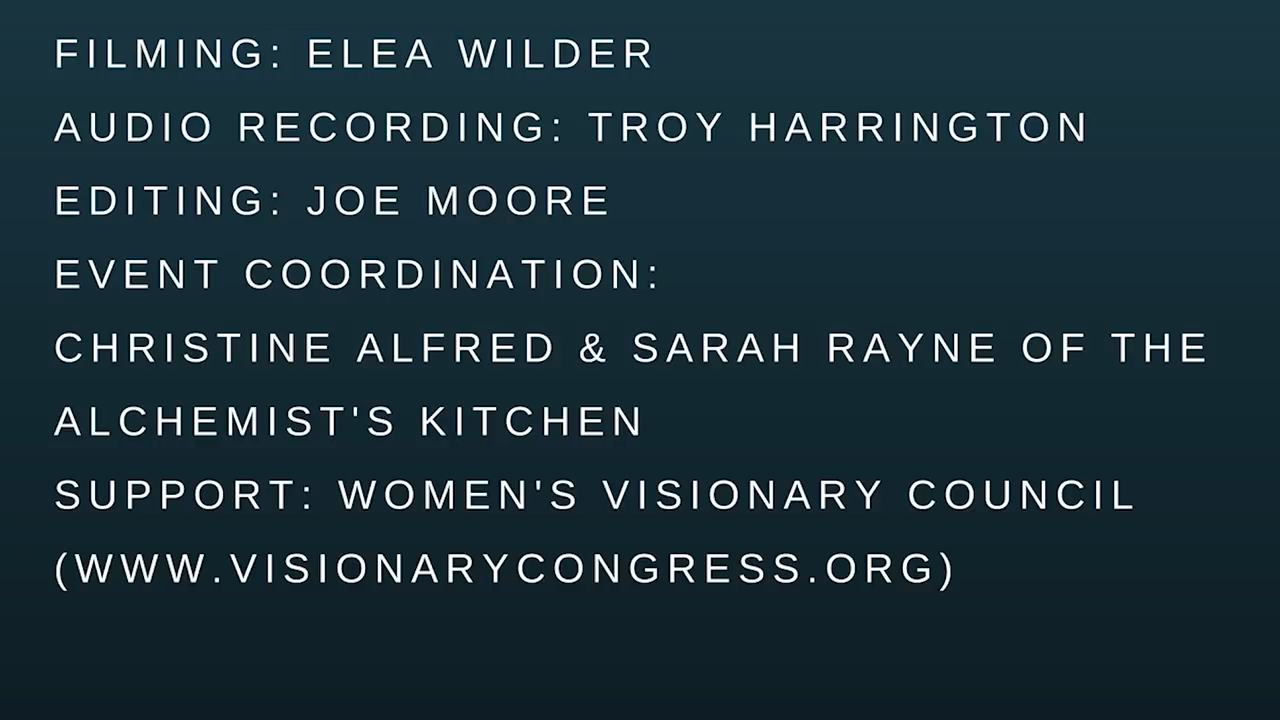 FILMING: ELEA WILDER
AUDIO RECORDING: TROY HARRINGTON
EDITING: JOE MOORE
EVENT COORDINATION:
CHRISTINE ALFRED & SARAH RAYNE OF THE
ALCHEMIST'S KITCHEN
SUPPORT: WOMEN'S VISIONARY COUNCIL
(WWW.VISIONARYCONGRESS.ORG)